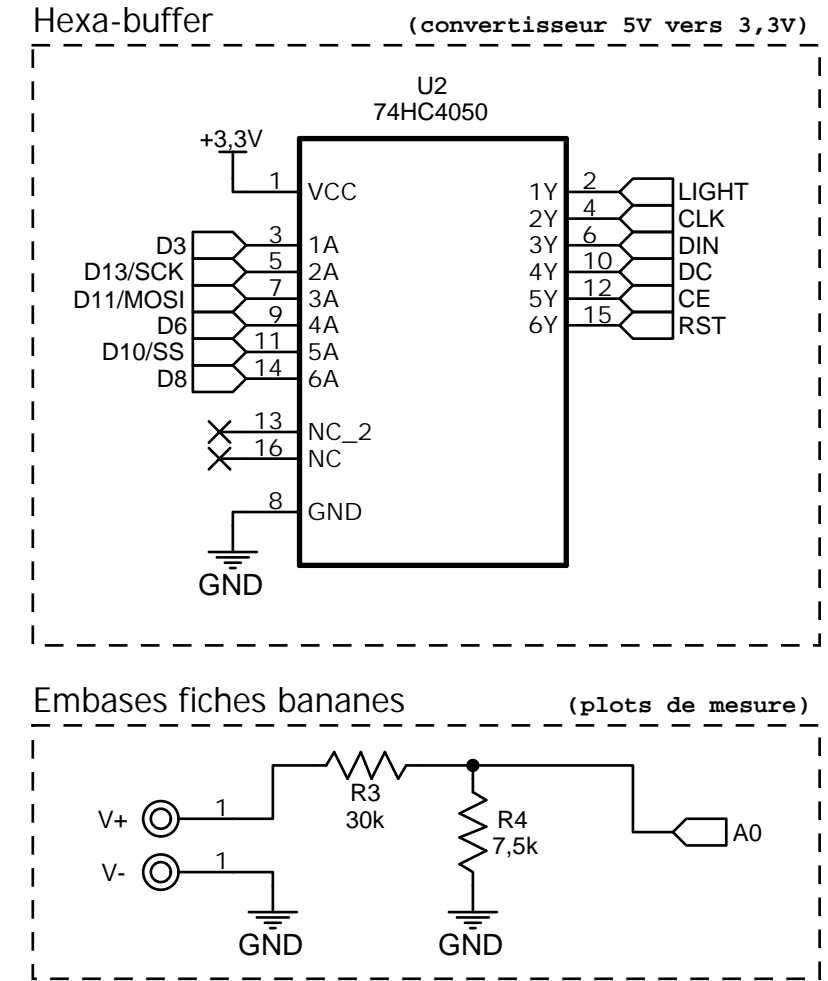 Hexa-buffer (convertisseur 5V vers 3,3V)
U2
74HC4050
+3,3V
1 VCC 1Y 2 LIGHT
2Y 4 CLK
D3 3 1A 3Y 6 DIN
D13/SCK 5 2A 4Y 10 DC
D11/MOSI 7 3A 5Y 12 CE
D6 9 4A 6Y 15 RST
D10/SS 11 5A
D8 14 6A
13 NC_2
16 NC
8 GND
GND
Embases fiches bananes (plots de mesure)
R3
30k
V+ 1
R4
7,5k
A0
V- 1
GND GND